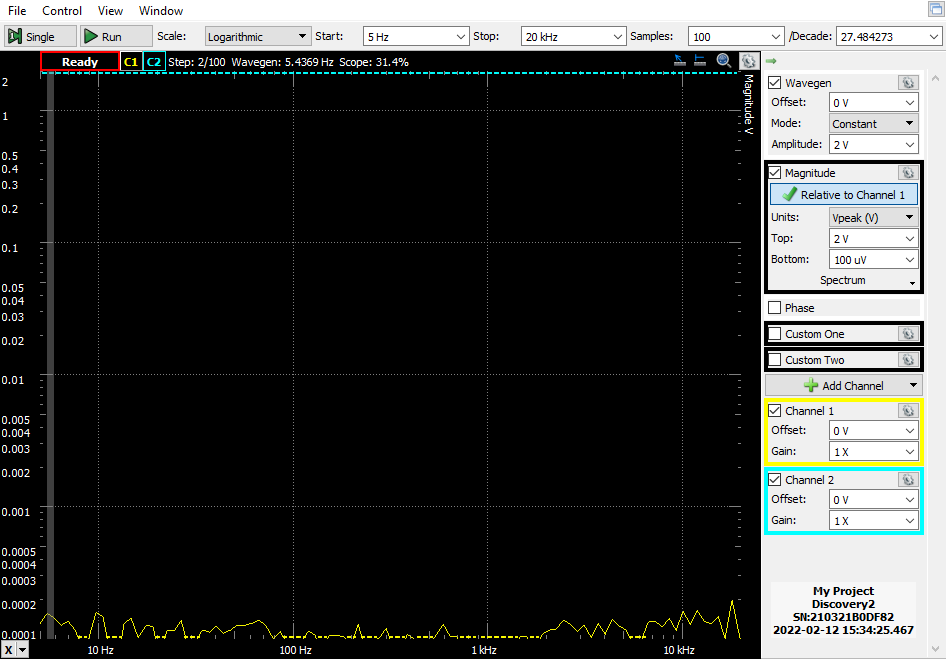 File Control View Window
Single Run Scale: Logarithmic Start: 5 Hz Stop: 20 kHz Samples: 100 /Decade: 27.484273
Ready C1 C2 Step: 2/100 Wavegen: 5.4369 Hz Scope: 31.4%
Magnitude V
2
1
0.5
0.4
0.3
0.2
0.1
0.05
0.04
0.03
0.02
0.01
0.005
0.004
0.003
0.002
0.001
0.0005
0.0004
0.0003
0.0002
0.0001
X 10 Hz 100 Hz 1 kHz 10 kHz
Wavegen
Offset: 0 V
Mode: Constant
Amplitude: 2 V
Magnitude
Relative to Channel 1
Units: Vpeak (V)
Top: 2 V
Bottom: 100 uV
Spectrum
Phase
Custom One
Custom Two
Add Channel
Channel 1
Offset: 0 V
Gain: 1 X
Channel 2
Offset: 0 V
Gain: 1 X
My Project
Discovery2
SN:210321B0DF82
2022-02-12 15:34:25.467